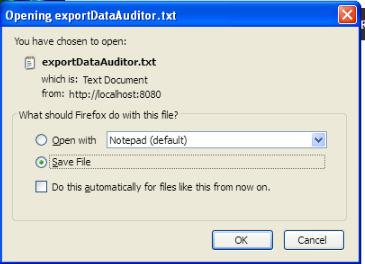 Opening exportDataAuditor.txt
You have chosen to open:
exportDataAuditor.txt
which is: Text Document
from: http://localhost:8080
What should Firefox do with this file?
Open with Notepad (default)
Save File
Do this automatically for files like this from now on.
OK Cancel